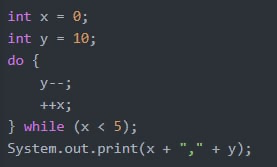 int x = 0;
int y = 10;
do {
    y--;
    ++x;
} while (x < 5);
System.out.print(x + "," + y);